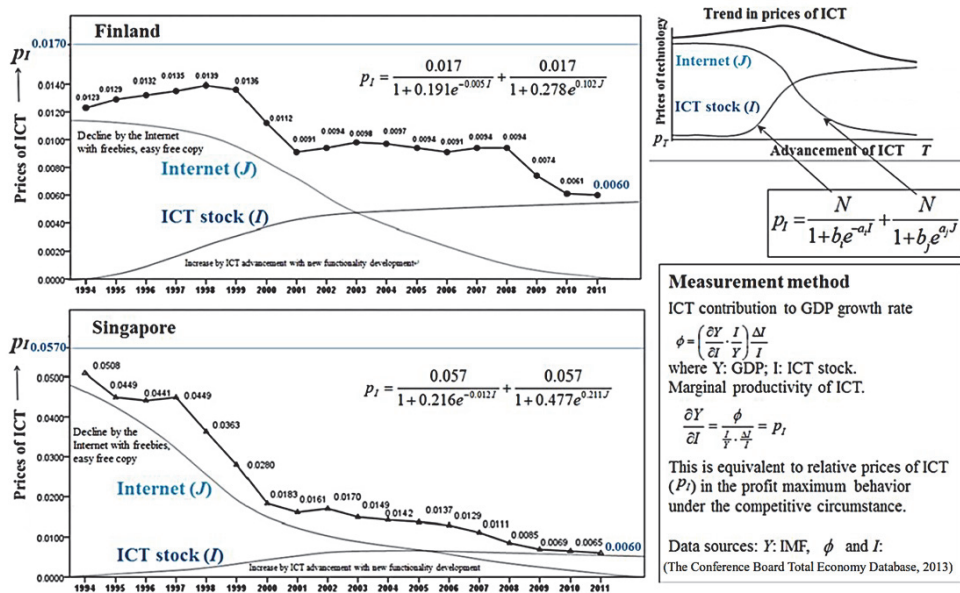 Finland
p_I
0.0170
Prices of ICT
0.0140
0.0120
0.0100
0.0080
0.0060
0.0040
0.0020
0.0000
0.0123
0.0129
0.0132
0.0135
0.0139
0.0136
0.0112
0.0091
0.0094
0.0098
0.0097
0.0094
0.0091
0.0094
0.0094
0.0074
0.0061
0.0060
p_I = 0.017/(1+0.191e^{-0.005I}) + 0.017/(1+0.278e^{0.102J})
Decline by the Internet
with freebies, easy free copy
Internet (J)
ICT stock (I)
Increase by ICT advancement with new functionality development
1994 1995 1996 1997 1998 1999 2000 2001 2002 2003 2004 2005 2006 2007 2008 2009 2010 2011
Singapore
p_I
0.0570
Prices of ICT
0.0500
0.0400
0.0300
0.0200
0.0100
0.0000
0.0508
0.0449
0.0441
0.0449
0.0363
0.0280
0.0183
0.0161
0.0170
0.0149
0.0142
0.0137
0.0129
0.0111
0.0085
0.0069
0.0065
0.0060
p_I = 0.057/(1+0.216e^{-0.012I}) + 0.057/(1+0.477e^{0.211J})
Decline by the
Internet with freebies,
easy free copy
Internet (J)
ICT stock (I)
Increase by ICT advancement with new functionality development
1994 1995 1996 1997 1998 1999 2000 2001 2002 2003 2004 2005 2006 2007 2008 2009 2010 2011
Trend in prices of ICT
Prices of technology
Internet (J)
ICT stock (I)
p_I
Advancement of ICT T
p_I = N/(1+b_i e^{-a_i I}) + N/(1+b_j e^{a_j J})
Measurement method
ICT contribution to GDP growth rate
ϕ = (∂Y/∂I · I/Y) ΔI/I
where Y: GDP; I: ICT stock.
Marginal productivity of ICT.
∂Y/∂I = ϕ/(I/Y · ΔI/I) = p_I
This is equivalent to relative prices of ICT
(P_I) in the profit maximum behavior
under the competitive circumstance.
Data sources: Y: IMF, ϕ and I:
(The Conference Board Total Economy Database, 2013)